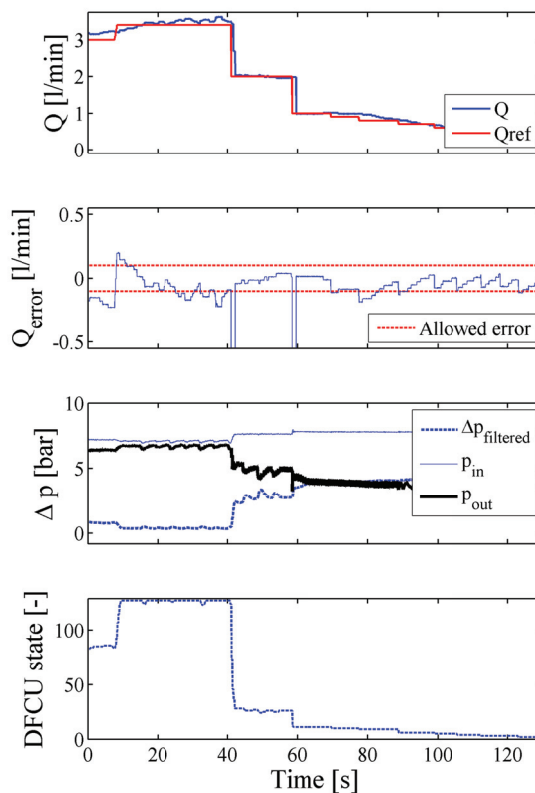 Q [l/min]
3
2
1
0
Q
Qref
Q_error [l/min]
0.5
0
-0.5
Allowed error
Δ p [bar]
10
5
0
Δp_filtered
p_in
p_out
DFCU state [-]
100
50
0
0 20 40 60 80 100 120
Time [s]